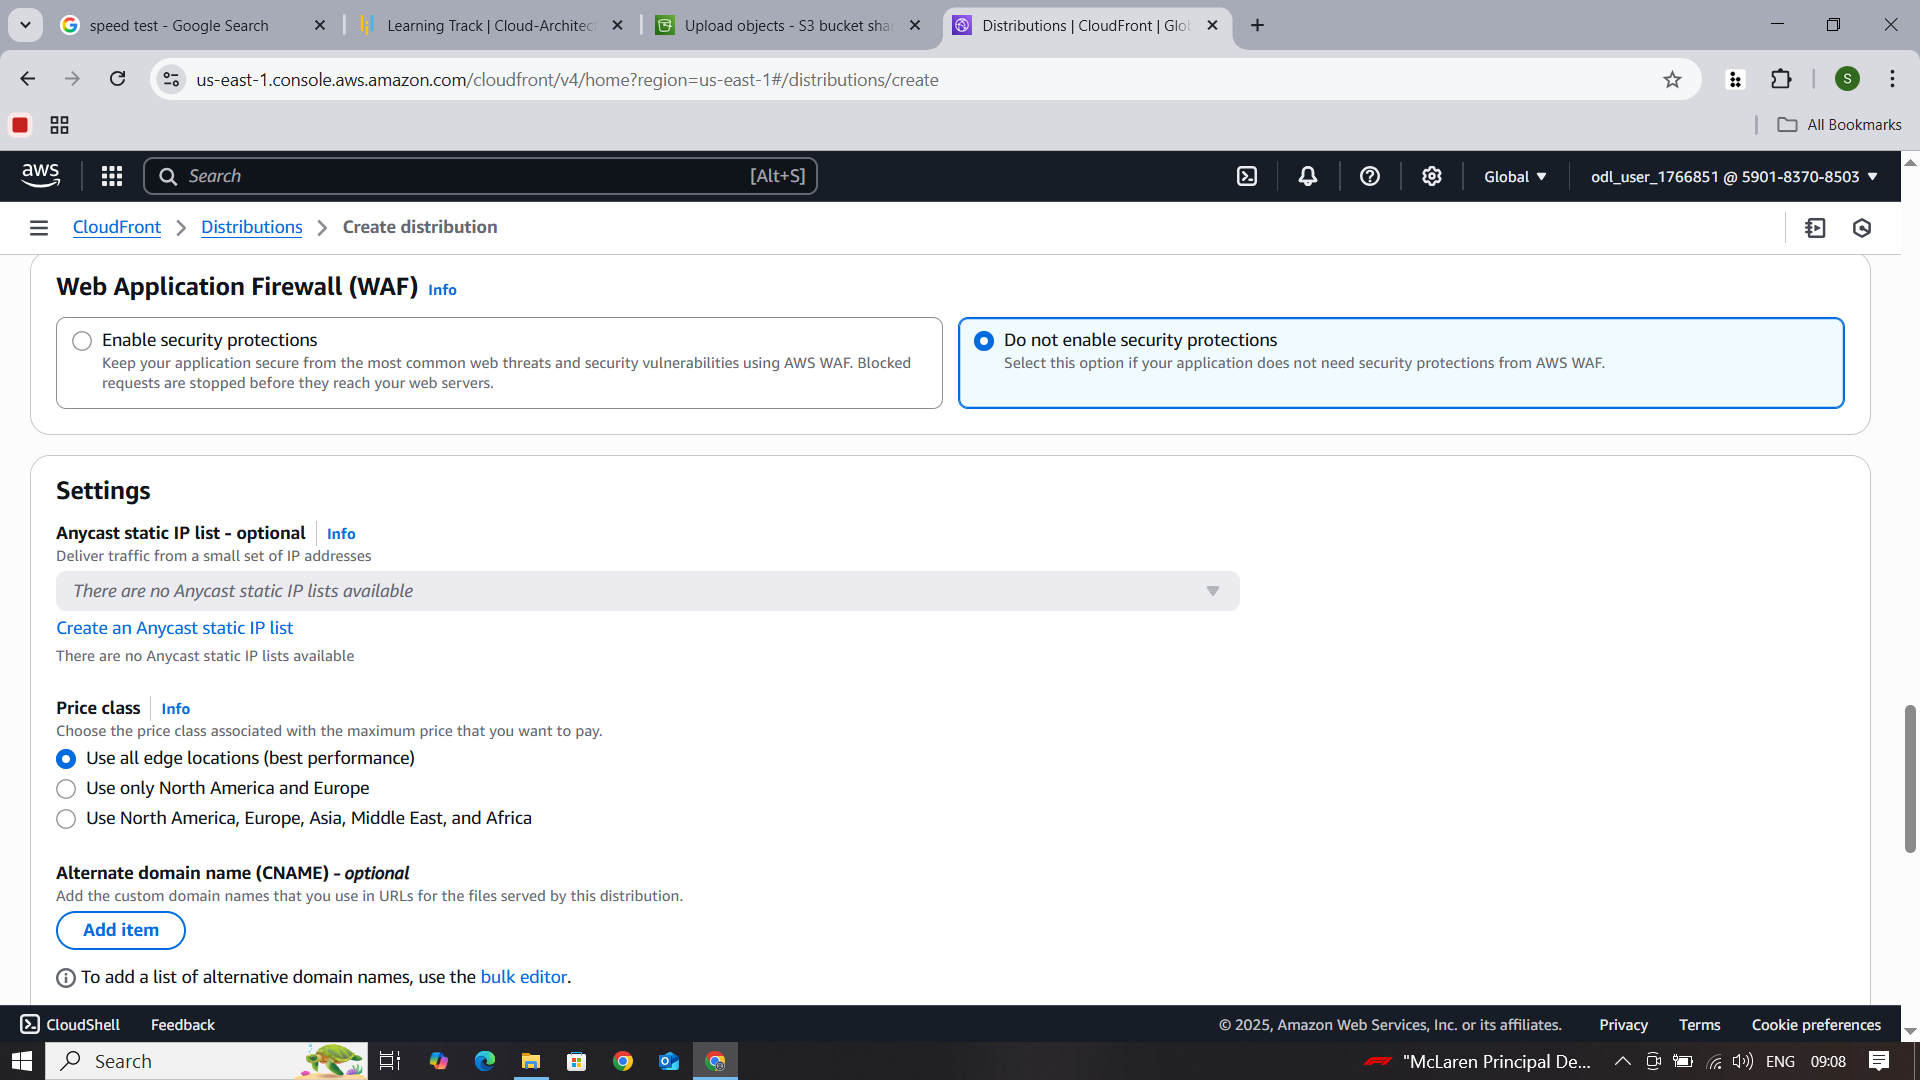 speed test - Google Search
Learning Track | Cloud-Architect
Upload objects - S3 bucket shar
Distributions | CloudFront | Glob
us-east-1.console.aws.amazon.com/cloudfront/v4/home?region=us-east-1#/distributions/create
S
All Bookmarks
aws
Search
[Alt+S]
Global
odl_user_1766851 @ 5901-8370-8503
CloudFront
Distributions
Create distribution
Web Application Firewall (WAF) Info
Enable security protections
Keep your application secure from the most common web threats and security vulnerabilities using AWS WAF. Blocked
requests are stopped before they reach your web servers.
Do not enable security protections
Select this option if your application does not need security protections from AWS WAF.
Settings
Anycast static IP list - optional Info
Deliver traffic from a small set of IP addresses
There are no Anycast static IP lists available
Create an Anycast static IP list
There are no Anycast static IP lists available
Price class Info
Choose the price class associated with the maximum price that you want to pay.
Use all edge locations (best performance)
Use only North America and Europe
Use North America, Europe, Asia, Middle East, and Africa
Alternate domain name (CNAME) - optional
Add the custom domain names that you use in URLs for the files served by this distribution.
Add item
To add a list of alternative domain names, use the bulk editor.
CloudShell
Feedback
© 2025, Amazon Web Services, Inc. or its affiliates.
Privacy
Terms
Cookie preferences
Search
"McLaren Principal De...
ENG
09:08